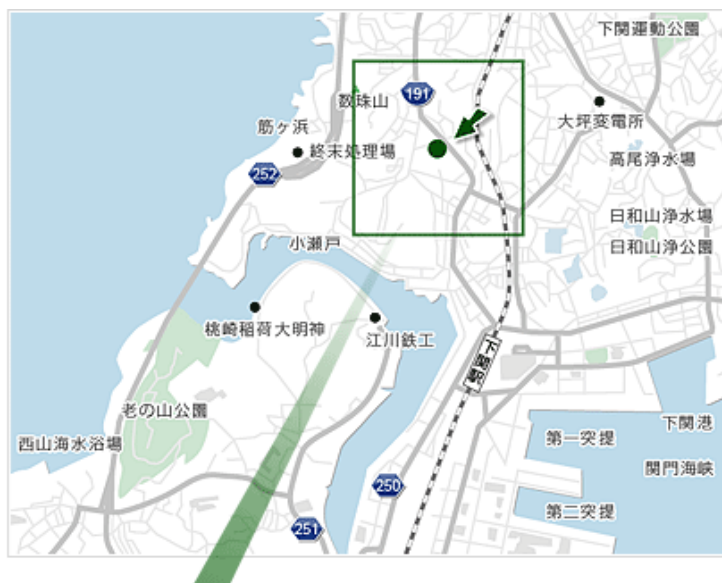 下関運動公園
191
数珠山
大坪変電所
筋ヶ浜
終末処理場
高尾浄水場
252
日和山浄水場
小瀬戸
日和山浄公園
桃崎稲荷大明神
江川鉄工
下関駅
老の山公園
下関港
西山海水浴場
第一突提
関門海峡
250
第二突提
251